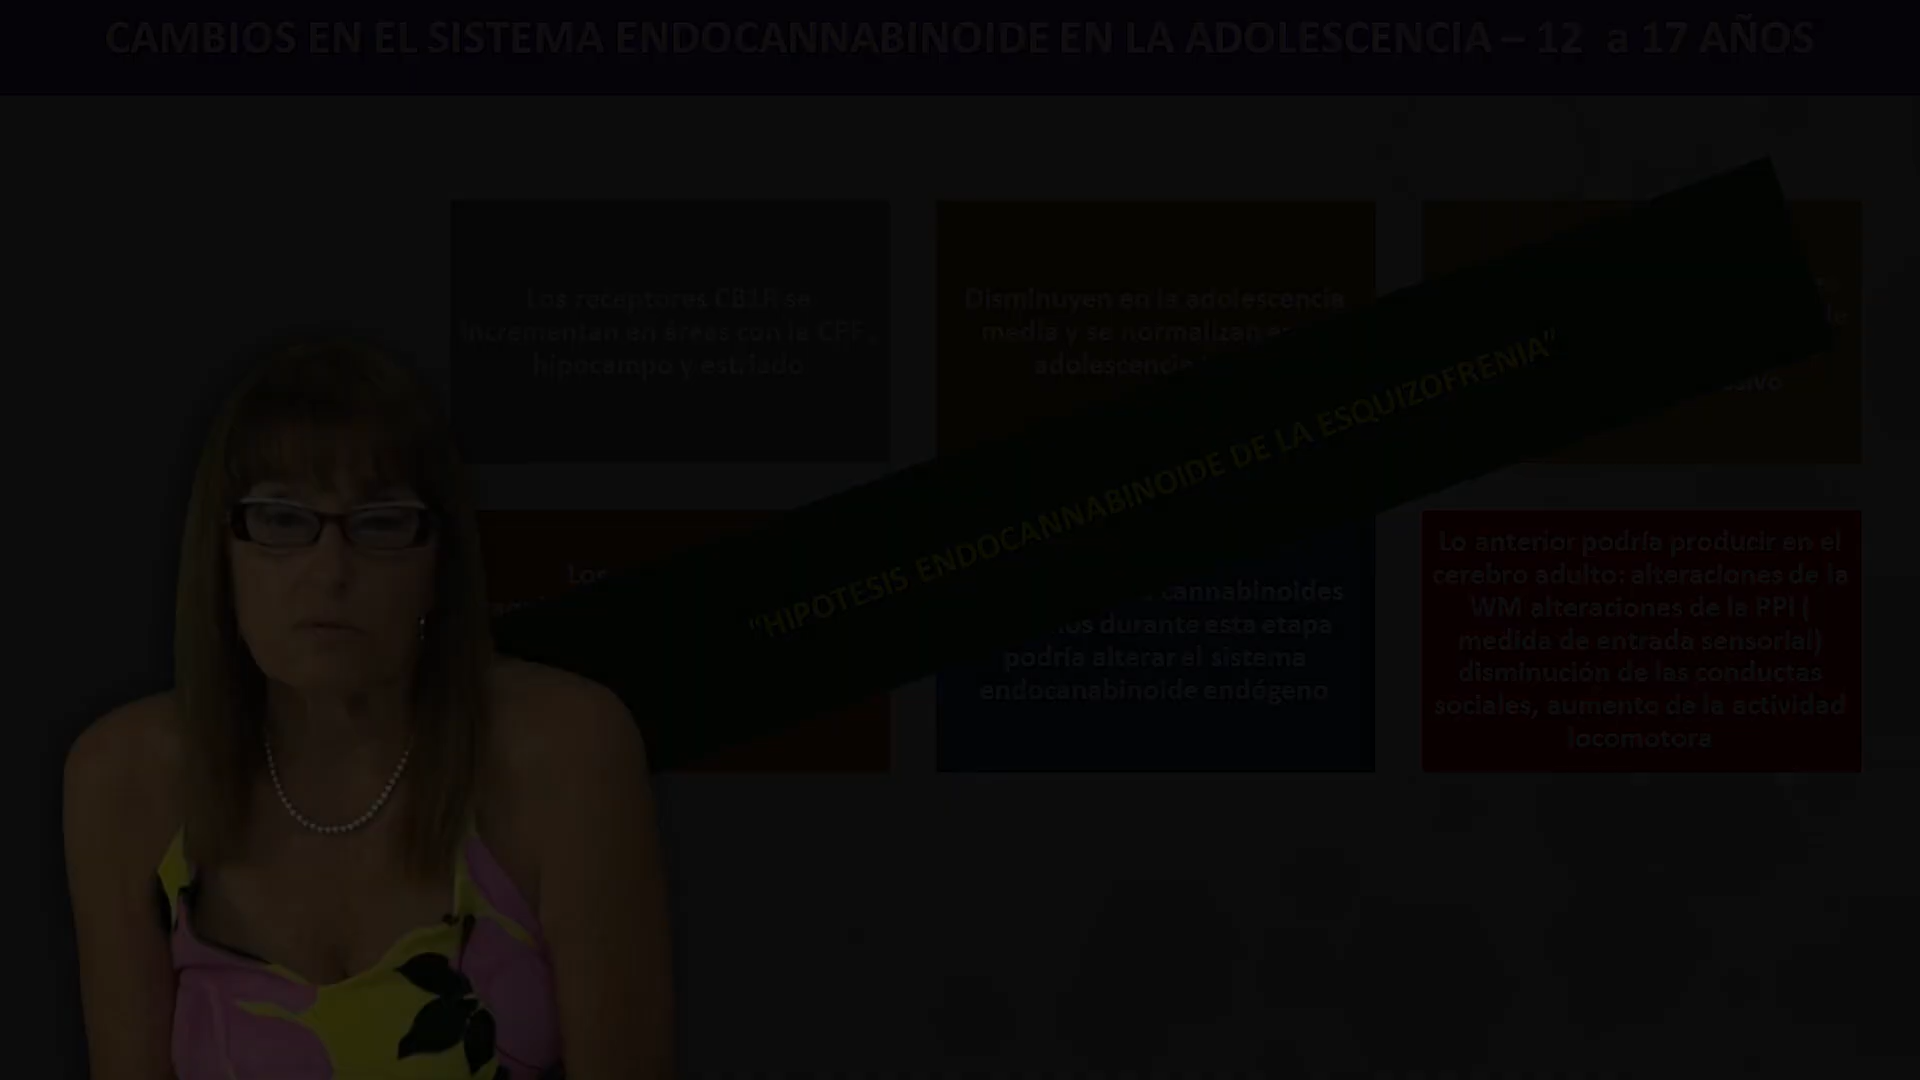 CAMBIOS EN EL SISTEMA ENDOCANNABINOIDE EN LA ADOLESCENCIA – 12 a 17 AÑOS
Los receptores CB1R se
incrementan en áreas con la CPF,
hipocampo y estriado
Disminuyen en la adolescencia
media y se normalizan
adolescencia
"HIPOTESIS ENDOCANNABINOIDE DE LA ESQUIZOFRENIA"
Los
cannabinoides
durante esta etapa
podría alterar el sistema
endocanabinoide endógeno
Lo anterior podría producir en el
cerebro adulto: alteraciones de la
WM alteraciones de la PPI (
medida de entrada sensorial)
disminución de las conductas
sociales, aumento de la actividad
locomotora